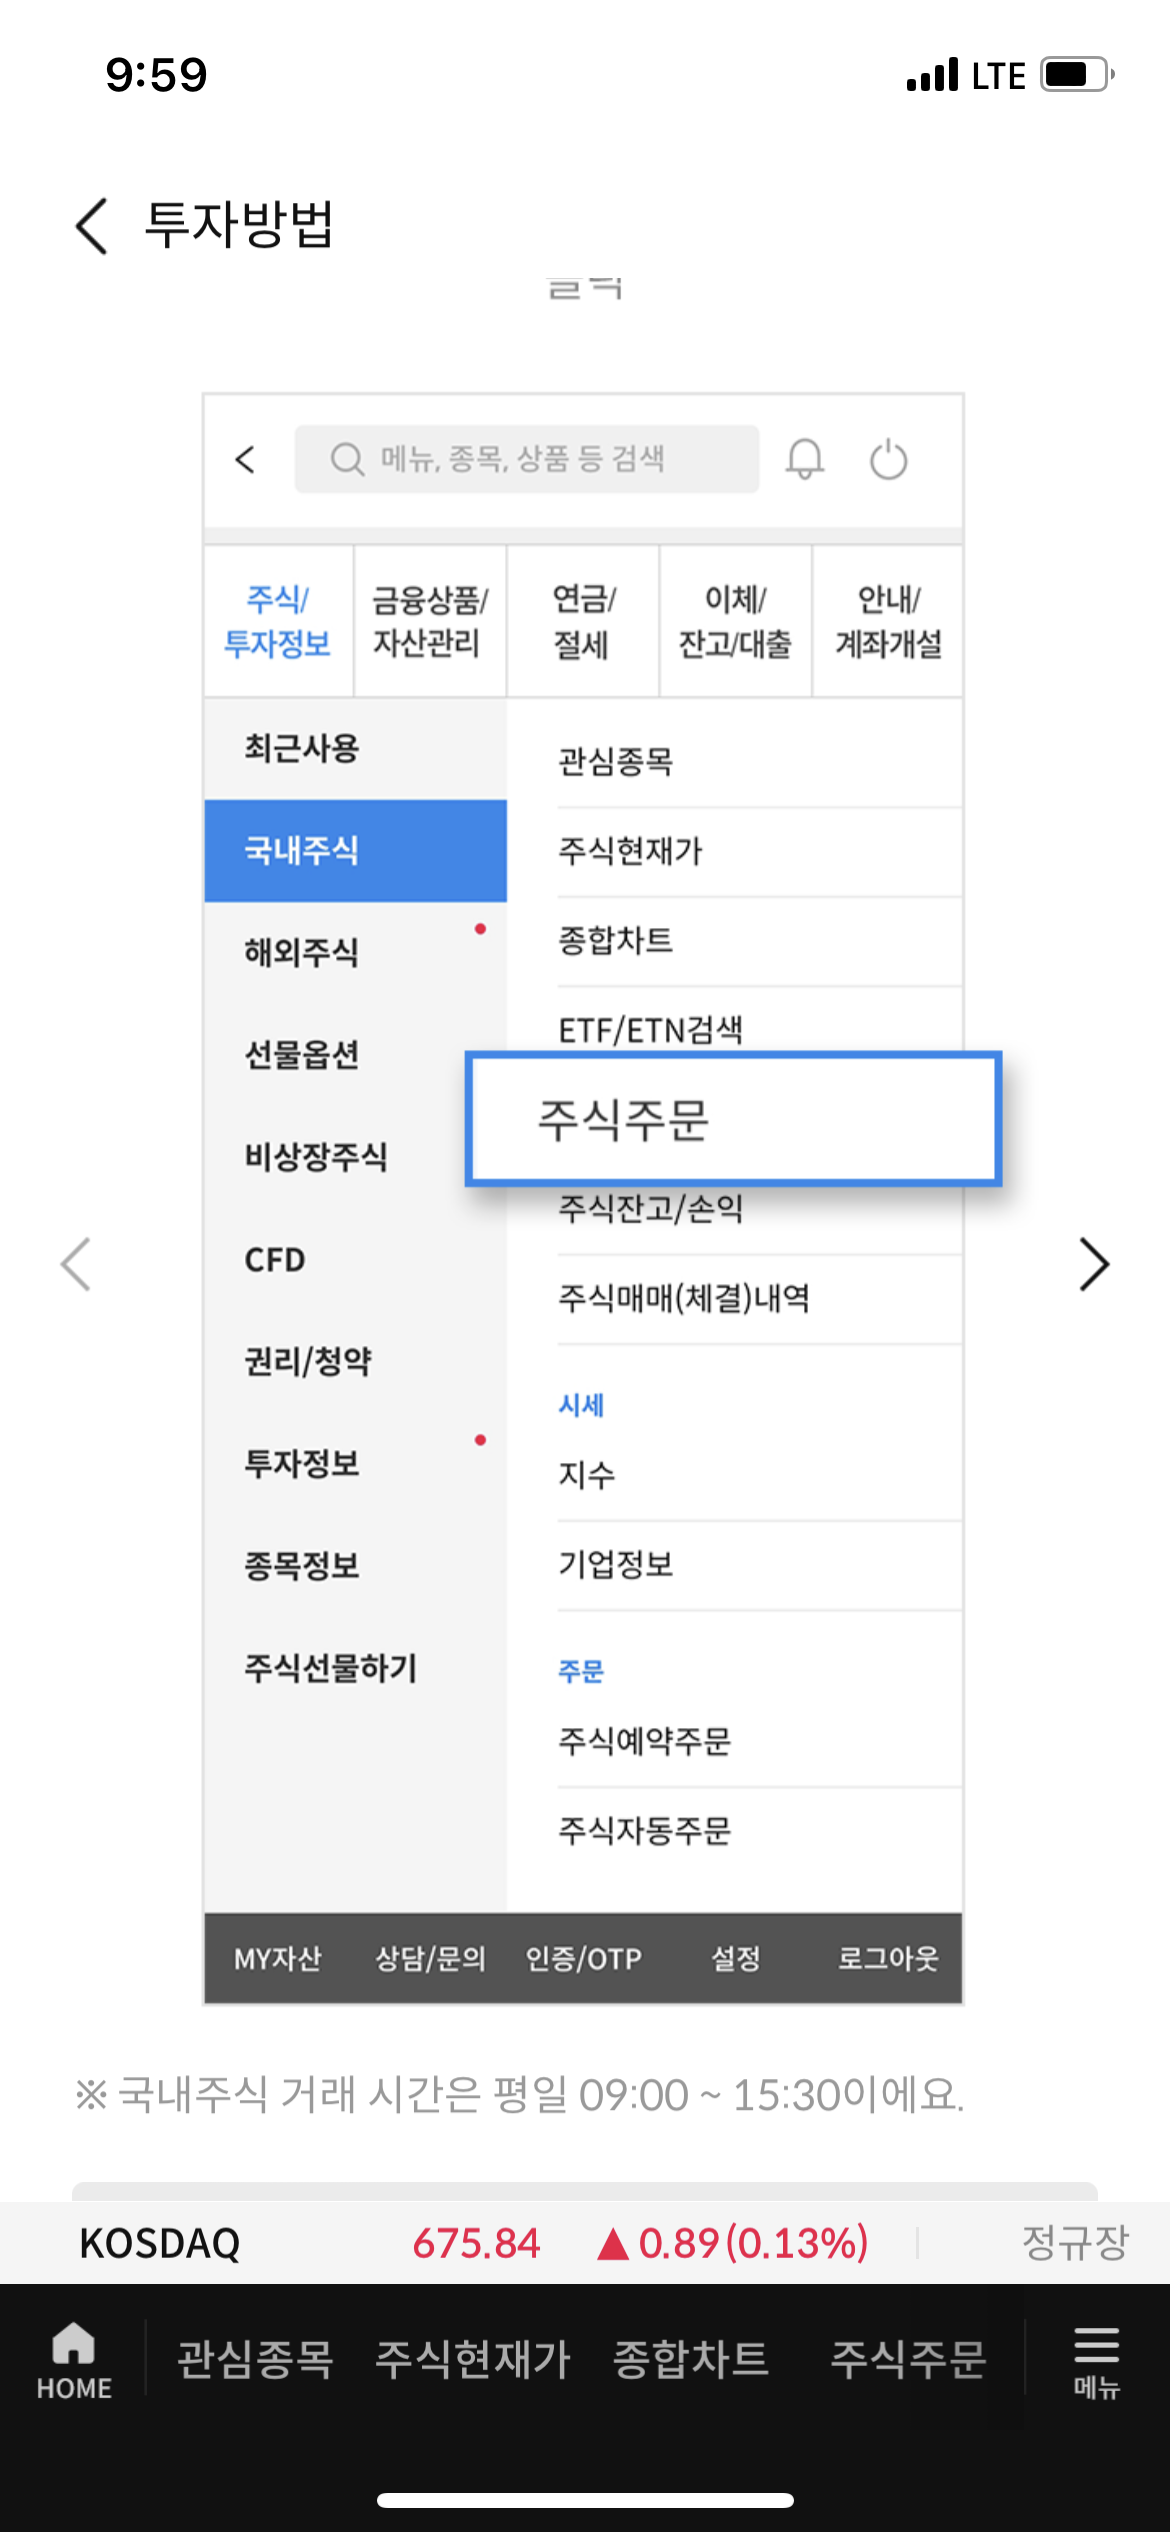 9:59
LTE
투자방법
메뉴, 종목, 상품 등 검색
주식/
투자정보
금융상품/
자산관리
연금/
절세
이체/
잔고/대출
안내/
계좌개설
최근사용
국내주식
해외주식
선물옵션
비상장주식
CFD
권리/청약
투자정보
종목정보
주식선물하기
관심종목
주식현재가
종합차트
ETF/ETN검색
주식주문
주식잔고/손익
주식매매(체결)내역
시세
지수
기업정보
주문
주식예약주문
주식자동주문
MY자산 상담/문의 인증/OTP 설정 로그아웃
※ 국내주식 거래 시간은 평일 09:00 ~ 15:30이에요.
KOSDAQ 675.84 ▲0.89(0.13%) 정규장
HOME 관심종목 주식현재가 종합차트 주식주문 메뉴